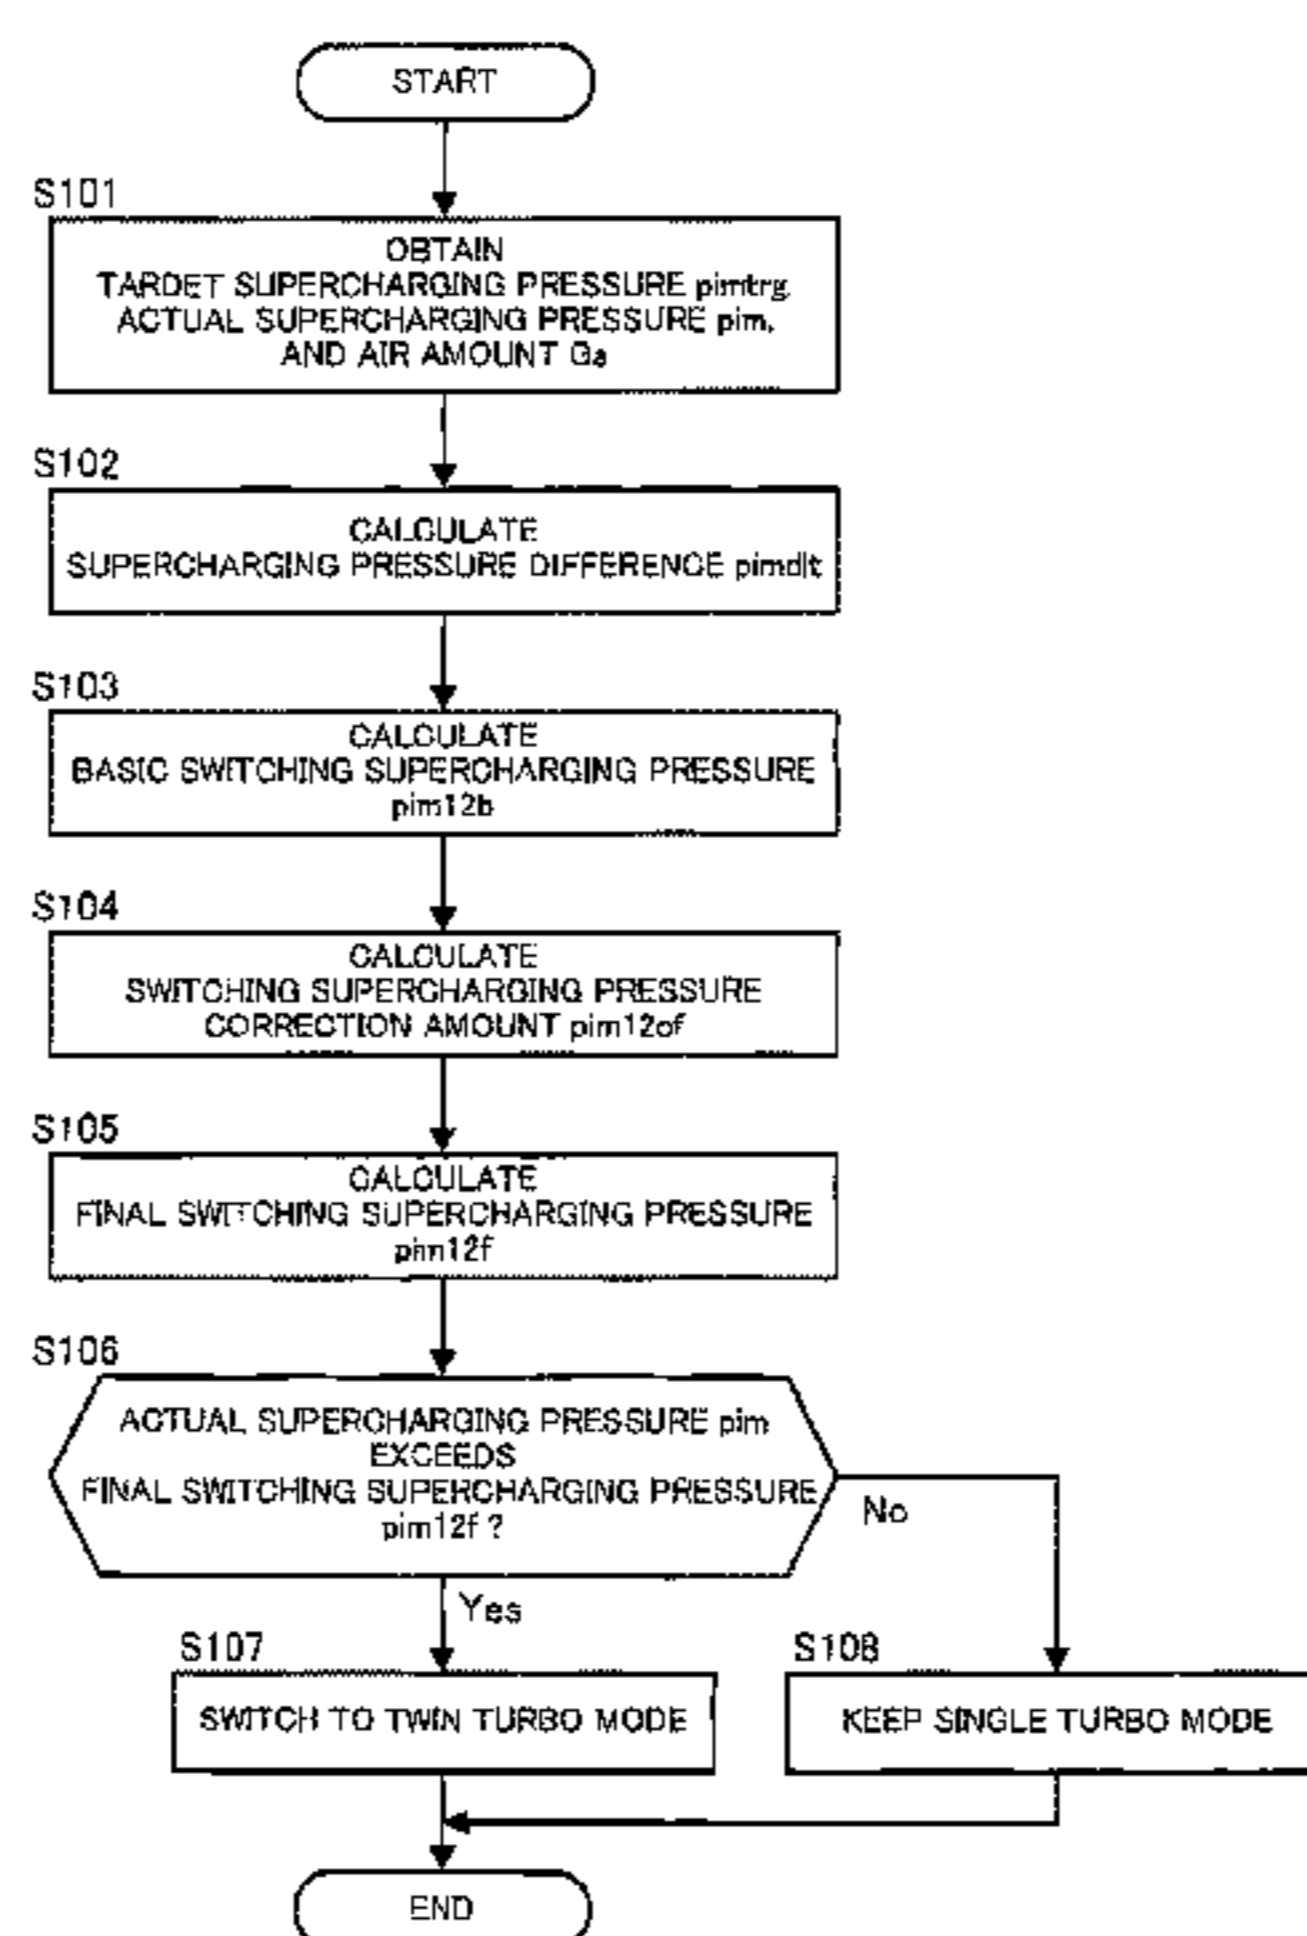 START
S101
OBTAIN
TARDET SUPERCHARGING PRESSURE pimtrg,
ACTUAL SUPERCHARGING PRESSURE pim,
AND AIR AMOUNT Ga
S102
CALCULATE
SUPERCHARGING PRESSURE DIFFERENCE pimdlt
S103
CALCULATE
BASIC SWITCHING SUPERCHARGING PRESSURE
pim12b
S104
CALCULATE
SWITCHING SUPERCHARGING PRESSURE
CORRECTION AMOUNT pim12of
S105
CALCULATE
FINAL SWITCHING SUPERCHARGING PRESSURE
pim12f
S106
ACTUAL SUPERCHARGING PRESSURE pim
EXCEEDS
FINAL SWITCHING SUPERCHARGING PRESSURE
pim12f ?
No
Yes
S107
SWITCH TO TWIN TURBO MODE
S108
KEEP SINGLE TURBO MODE
END